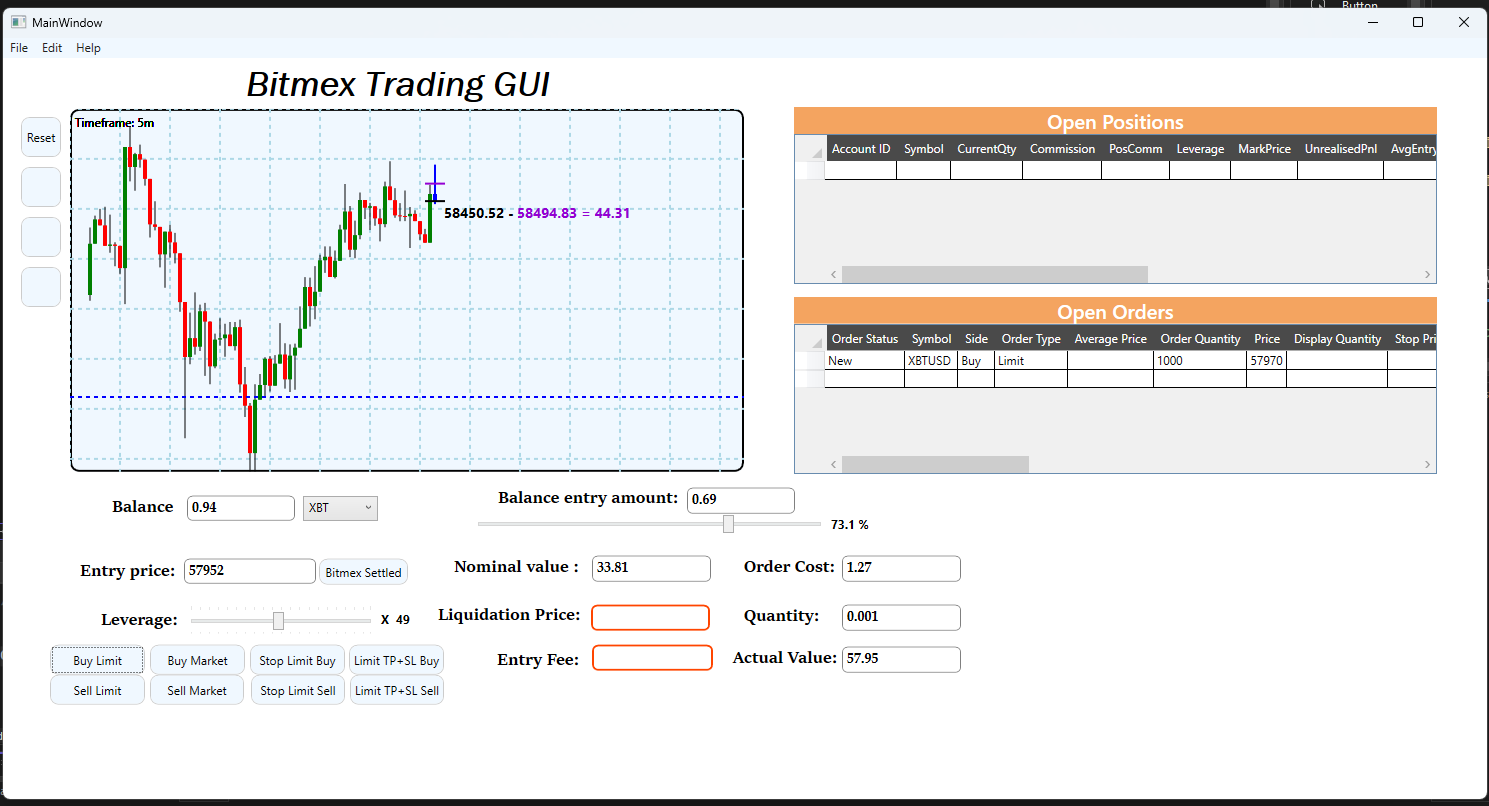 Button
MainWindow
File Edit Help
Bitmex Trading GUI
Timeframe: 5m
Reset
58450.52 - 58494.83 = 44.31
Open Positions
Account ID Symbol CurrentQty Commission PosComm Leverage MarkPrice UnrealisedPnl AvgEntry
Open Orders
Order Status Symbol Side Order Type Average Price Order Quantity Price Display Quantity Stop Pri
New XBTUSD Buy Limit 1000 57970
Balance 0.94 XBT
Balance entry amount: 0.69
73.1 %
Entry price: 57952 Bitmex Settled
Nominal value : 33.81
Order Cost: 1.27
Leverage: X 49
Liquidation Price:
Quantity: 0.001
Entry Fee:
Actual Value: 57.95
Buy Limit Buy Market Stop Limit Buy Limit TP+SL Buy
Sell Limit Sell Market Stop Limit Sell Limit TP+SL Sell